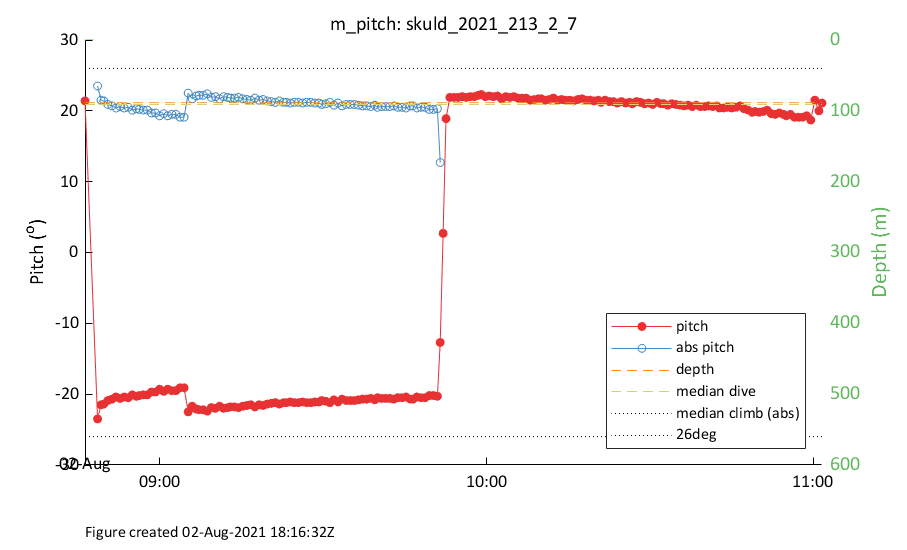 m_pitch: skuld_2021_213_2_7
30
20
10
0
-10
-20
-30
Pitch (o)
0
100
200
300
400
500
600
Depth (m)
pitch
abs pitch
depth
median dive
median climb (abs)
26deg
02-Aug
09:00
10:00
11:00
Figure created 02-Aug-2021 18:16:32Z